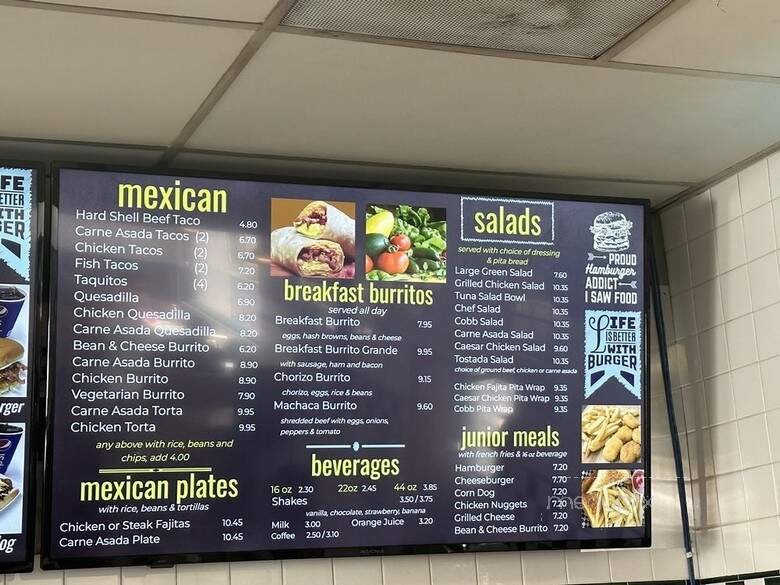 mexican
Hard Shell Beef Taco 4.80
Carne Asada Tacos (2) 6.70
Chicken Tacos (2) 6.70
Fish Tacos (2) 7.20
Taquitos (4) 6.20
Quesadilla 6.90
Chicken Quesadilla 8.20
Carne Asada Quesadilla 8.20
Bean & Cheese Burrito 6.20
Carne Asada Burrito 8.90
Chicken Burrito 8.90
Vegetarian Burrito 7.90
Carne Asada Torta 9.95
Chicken Torta 9.95
any above with rice, beans and
chips, add 4.00
mexican plates
with rice, beans & tortillas
Chicken or Steak Fajitas 10.45
Carne Asada Plate 10.45
breakfast burritos
served all day
Breakfast Burrito 7.95
eggs, hash browns, beans & cheese
Breakfast Burrito Grande 9.95
with sausage, ham and bacon
Chorizo Burrito 9.15
chorizo, eggs, rice & beans
Machaca Burrito 9.60
shredded beef with eggs, onions,
peppers & tomato
beverages
16 oz 2.30 22oz 2.45 44 oz 3.85
Shakes 3.50 / 3.75
vanilla, chocolate, strawberry, banana
Milk 3.00 Orange Juice 3.20
Coffee 2.50 / 3.10
salads
served with choice of dressing
& pita bread
Large Green Salad 7.60
Grilled Chicken Salad 10.35
Tuna Salad Bowl 10.35
Chef Salad 10.35
Cobb Salad 10.35
Carne Asada Salad 10.35
Caesar Chicken Salad 9.60
Tostada Salad 10.35
choice of ground beef, chicken or carne asada
Chicken Fajita Pita Wrap 9.35
Caesar Chicken Pita Wrap 9.35
Cobb Pita Wrap 9.35
junior meals
with french fries & 16 oz beverage
Hamburger 7.20
Cheeseburger 7.70
Corn Dog 7.20
Chicken Nuggets 7.20
Grilled Cheese 7.20
Bean & Cheese Burrito 7.20
PROUD
Hamburger
ADDICT
I SAW FOOD
LIFE
IS BETTER
WITH
BURGER